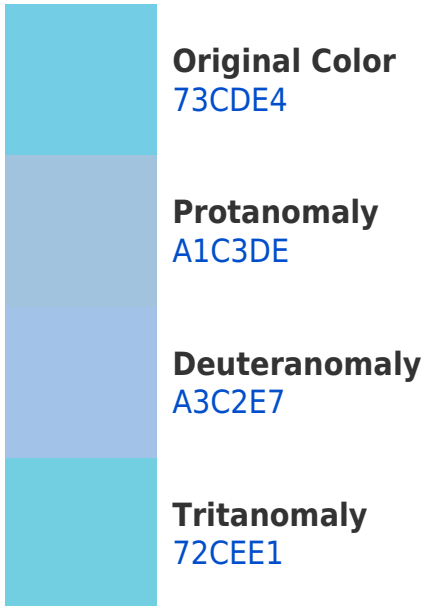 Original Color
73CDE4
Protanomaly
A1C3DE
Deuteranomaly
A3C2E7
Tritanomaly
72CEE1